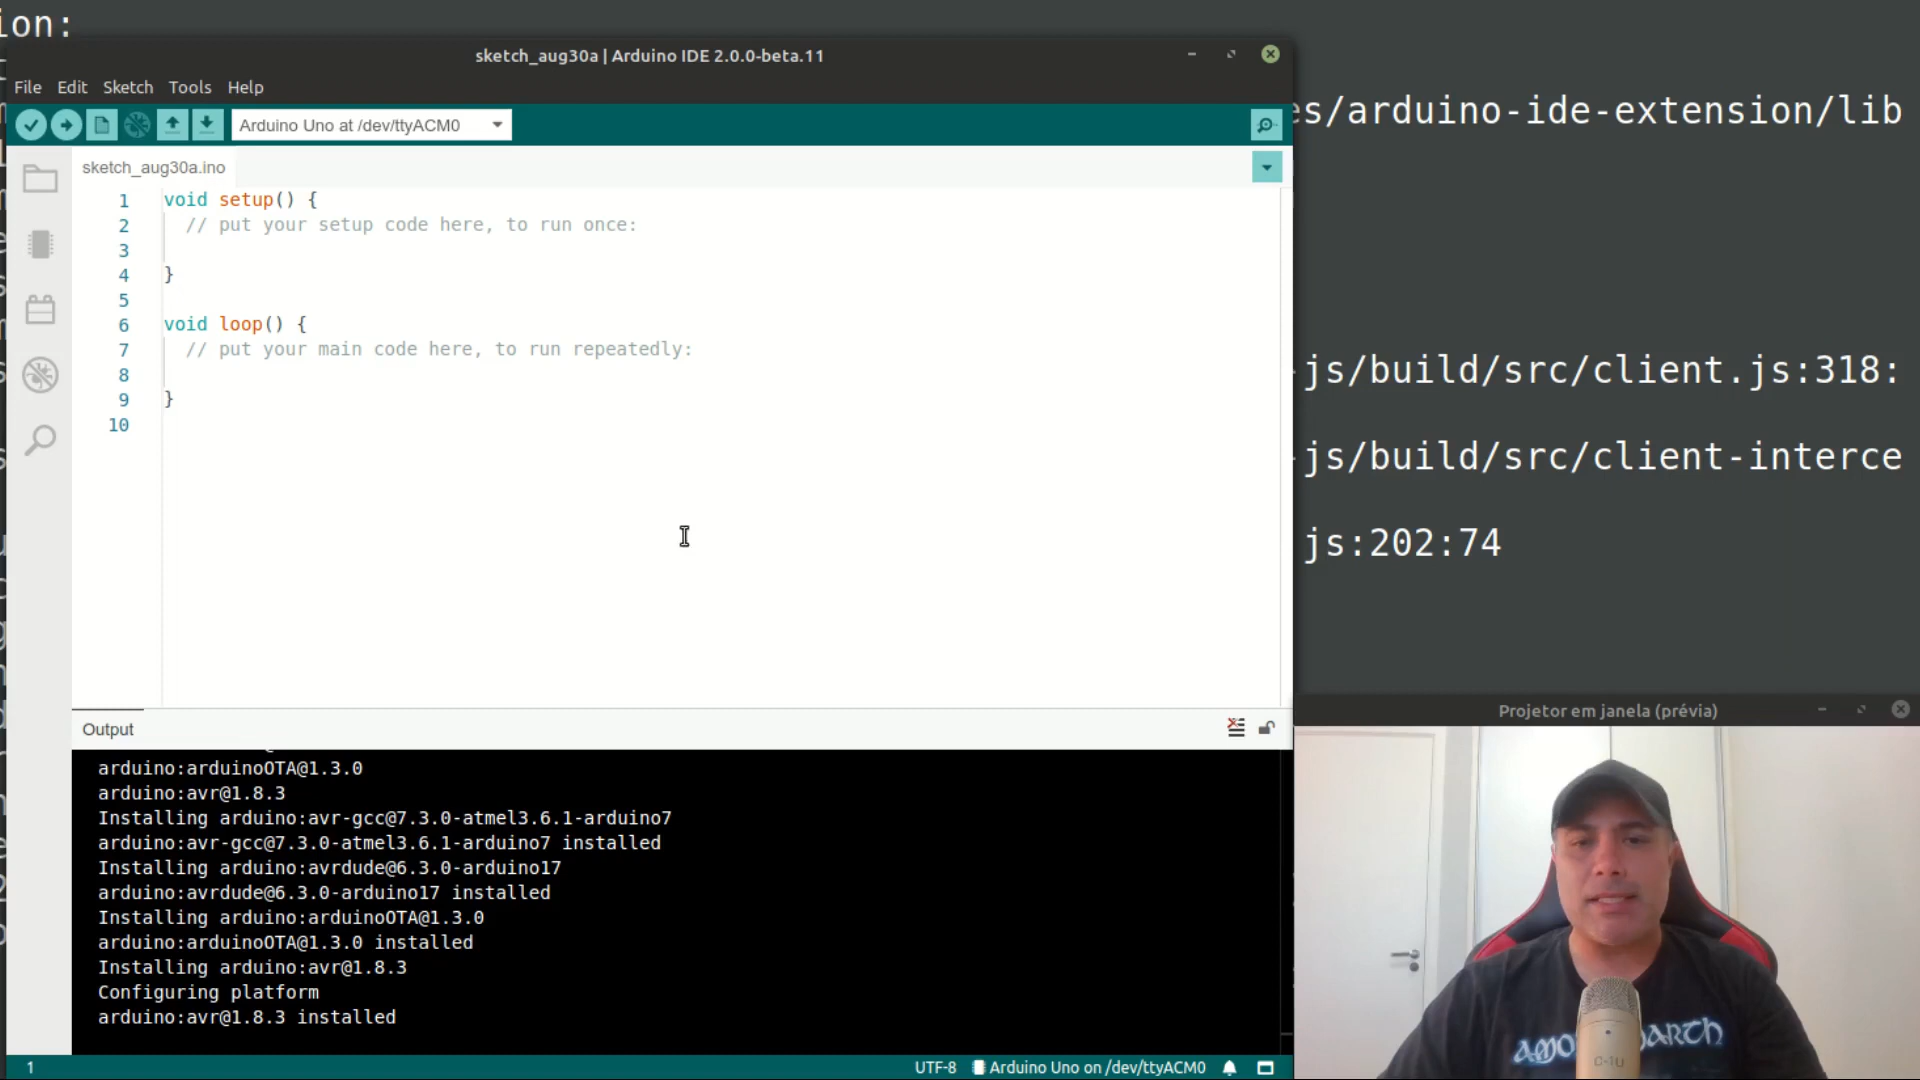 ion:
sketch_aug30a | Arduino IDE 2.0.0-beta.11
File Edit Sketch Tools Help
es/arduino-ide-extension/lib
Arduino Uno at /dev/ttyACM0
sketch_aug30a.ino
1 void setup() {
2 // put your setup code here, to run once:
3
4 }
5
6 void loop() {
7 // put your main code here, to run repeatedly:
8
9 }
10
-js/build/src/client.js:318:
-js/build/src/client-interce
js:202:74
Output
arduino:arduinoOTA@1.3.0
arduino:avr@1.8.3
Installing arduino:avr-gcc@7.3.0-atmel3.6.1-arduino7
arduino:avr-gcc@7.3.0-atmel3.6.1-arduino7 installed
Installing arduino:avrdude@6.3.0-arduino17
arduino:avrdude@6.3.0-arduino17 installed
Installing arduino:arduinoOTA@1.3.0
arduino:arduinoOTA@1.3.0 installed
Installing arduino:avr@1.8.3
Configuring platform
arduino:avr@1.8.3 installed
1 UTF-8 Arduino Uno on /dev/ttyACM0
Projetor em janela (prévia)
C-1U